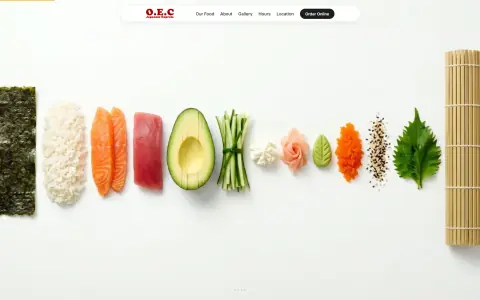 O.E.C
Japanese Express
Our Food
About
Gallery
Hours
Location
Order Online